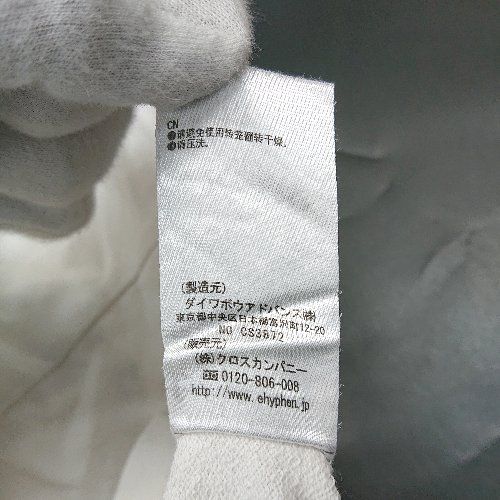 CN
●请避免使用转笼翻转干燥。
●须压洗。
(製造元)
ダイワボウアドバンス㈱
東京都中央区日本橋富沢町12-20
NO CS3872
(販売元)
(株)クロスカンパニー
0120-806-008
http://www.ehyphen.jp